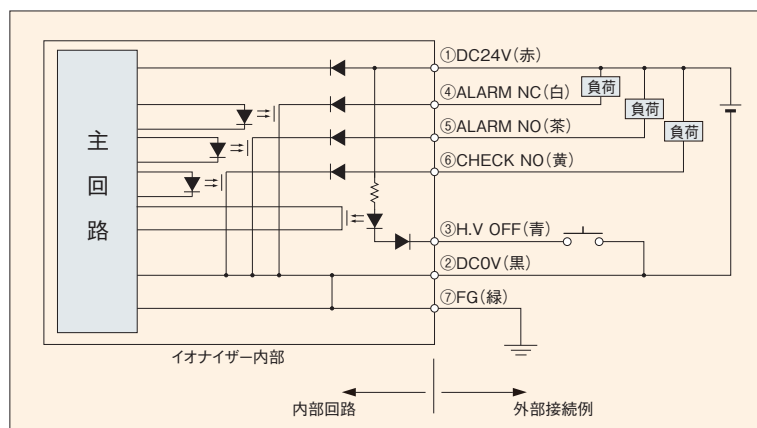 ①DC24V(赤)
④ALARM NC(白)
負荷
⑤ALARM NO(茶)
負荷
⑥CHECK NO(黄)
負荷
主回路
③H.V OFF(青)
②DC0V(黒)
⑦FG(緑)
イオナイザー内部
内部回路
外部接続例